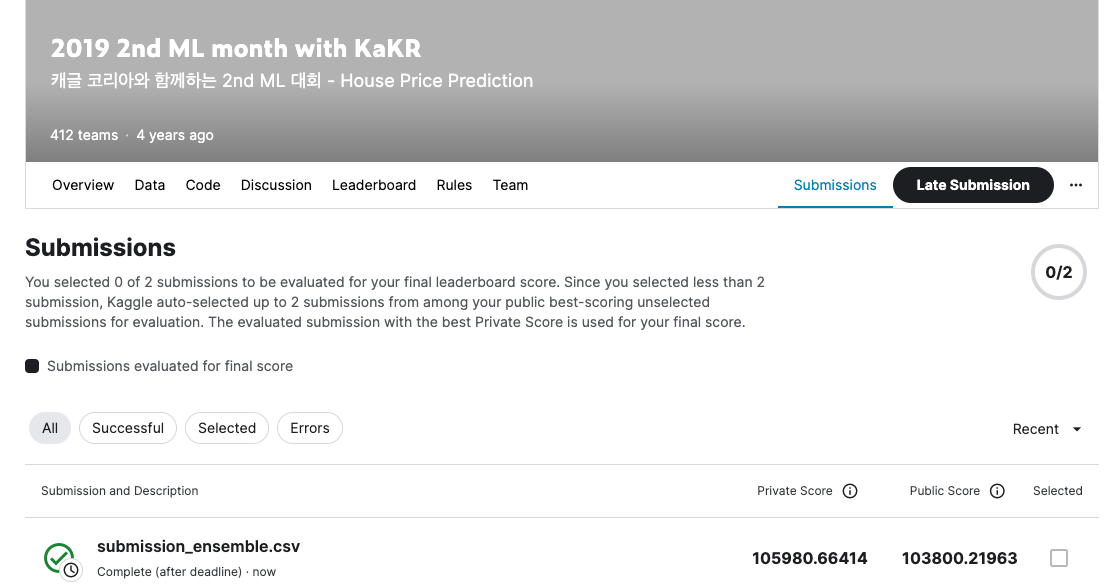 2019 2nd ML month with KaKR
캐글 코리아와 함께하는 2nd ML 대회 - House Price Prediction
412 teams · 4 years ago
Overview Data Code Discussion Leaderboard Rules Team Submissions Late Submission ···
Submissions
You selected 0 of 2 submissions to be evaluated for your final leaderboard score. Since you selected less than 2
submission, Kaggle auto-selected up to 2 submissions from among your public best-scoring unselected
submissions for evaluation. The evaluated submission with the best Private Score is used for your final score.
0/2
Submissions evaluated for final score
All Successful Selected Errors Recent
Submission and Description Private Score Public Score Selected
submission_ensemble.csv 105980.66414 103800.21963
Complete (after deadline) · now